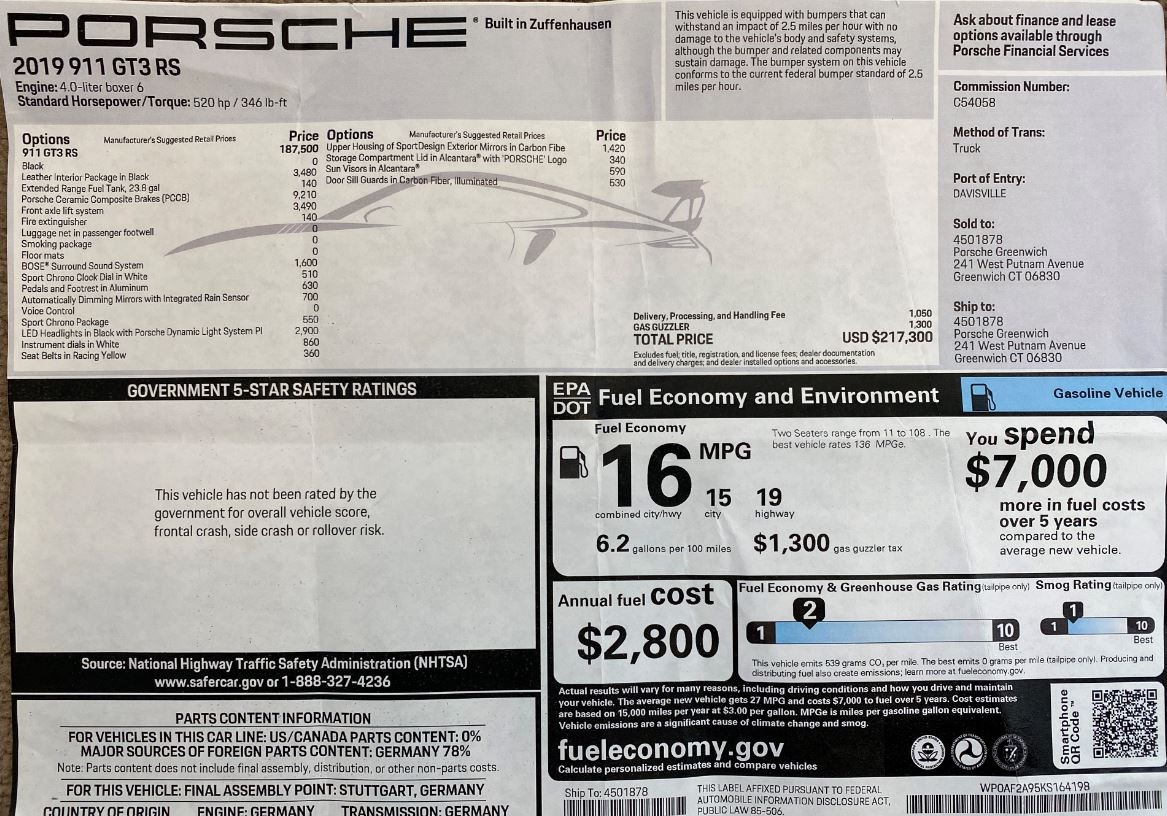 PORSCHE® Built in Zuffenhausen
2019 911 GT3 RS
Engine: 4.0-liter boxer 6
Standard Horsepower/Torque: 520 hp / 346 lb-ft
This vehicle is equipped with bumpers that can
withstand an impact of 2.5 miles per hour with no
damage to the vehicle's body and safety systems,
although the bumper and related components may
sustain damage. The bumper system on this vehicle
conforms to the current federal bumper standard of 2.5
miles per hour.
Ask about finance and lease
options available through
Porsche Financial Services
Commission Number:
C54058
Method of Trans:
Truck
Port of Entry:
DAVISVILLE
Sold to:
4501878
Porsche Greenwich
241 West Putnam Avenue
Greenwich CT 06830
Ship to:
4501878
Porsche Greenwich
241 West Putnam Avenue
Greenwich CT 06830
Options Manufacturer's Suggested Retail Prices Price
911 GT3 RS 187,500
Black 0
Leather Interior Package in Black 3,480
Extended Range Fuel Tank, 23.8 gal 140
Porsche Ceramic Composite Brakes (PCCB) 9,210
Front axle lift system 3,490
Fire extinguisher 140
Luggage net in passenger footwell 0
Smoking package 0
Floor mats 0
BOSE® Surround Sound System 1,600
Sport Chrono Clock Dial in White 510
Pedals and Footrest in Aluminum 630
Automatically Dimming Mirrors with Integrated Rain Sensor 700
Voice Control 0
Sport Chrono Package 550
LED Headlights in Black with Porsche Dynamic Light System Pl 2,900
Instrument dials in White 860
Seat Belts in Racing Yellow 360
Options Manufacturer's Suggested Retail Prices Price
Upper Housing of SportDesign Exterior Mirrors in Carbon Fibe 1,420
Storage Compartment Lid in Alcantara® with 'PORSCHE' Logo 340
Sun Visors in Alcantara® 590
Door Sill Guards in Carbon Fiber, Illuminated 530
Delivery, Processing, and Handling Fee 1,050
GAS GUZZLER 1,300
TOTAL PRICE USD $217,300
Excludes fuel; title, registration, and license fees; dealer documentation
and delivery charges; and dealer installed options and accessories.
GOVERNMENT 5-STAR SAFETY RATINGS
This vehicle has not been rated by the
government for overall vehicle score,
frontal crash, side crash or rollover risk.
Source: National Highway Traffic Safety Administration (NHTSA)
www.safercar.gov or 1-888-327-4236
PARTS CONTENT INFORMATION
FOR VEHICLES IN THIS CAR LINE: US/CANADA PARTS CONTENT: 0%
MAJOR SOURCES OF FOREIGN PARTS CONTENT: GERMANY 78%
Note: Parts content does not include final assembly, distribution, or other non-parts costs.
FOR THIS VEHICLE: FINAL ASSEMBLY POINT: STUTTGART, GERMANY
COUNTRY OF ORIGIN ENGINE: GERMANY TRANSMISSION: GERMANY
EPA
DOT
Fuel Economy and Environment
Gasoline Vehicle
Fuel Economy
16 MPG
combined city/hwy
15
city
19
highway
Two Seaters range from 11 to 108 . The
best vehicle rates 136 MPGe.
6.2 gallons per 100 miles
$1,300 gas guzzler tax
You spend
$7,000
more in fuel costs
over 5 years
compared to the
average new vehicle.
Annual fuel cost
$2,800
Fuel Economy & Greenhouse Gas Rating (tailpipe only)
2
1 10
Best
Smog Rating (tailpipe only)
1
1 10
Best
This vehicle emits 539 grams CO₂ per mile. The best emits 0 grams per mile (tailpipe only). Producing and
distributing fuel also create emissions; learn more at fueleconomy.gov.
Actual results will vary for many reasons, including driving conditions and how you drive and maintain
your vehicle. The average new vehicle gets 27 MPG and costs $7,000 to fuel over 5 years. Cost estimates
are based on 15,000 miles per year at $3.00 per gallon. MPGe is miles per gasoline gallon equivalent.
Vehicle emissions are a significant cause of climate change and smog.
fueleconomy.gov
Calculate personalized estimates and compare vehicles
Smartphone
QR Code™
Ship To: 4501878
THIS LABEL AFFIXED PURSUANT TO FEDERAL
AUTOMOBILE INFORMATION DISCLOSURE ACT,
PUBLIC LAW 85-506.
WP0AF2A95KS164198